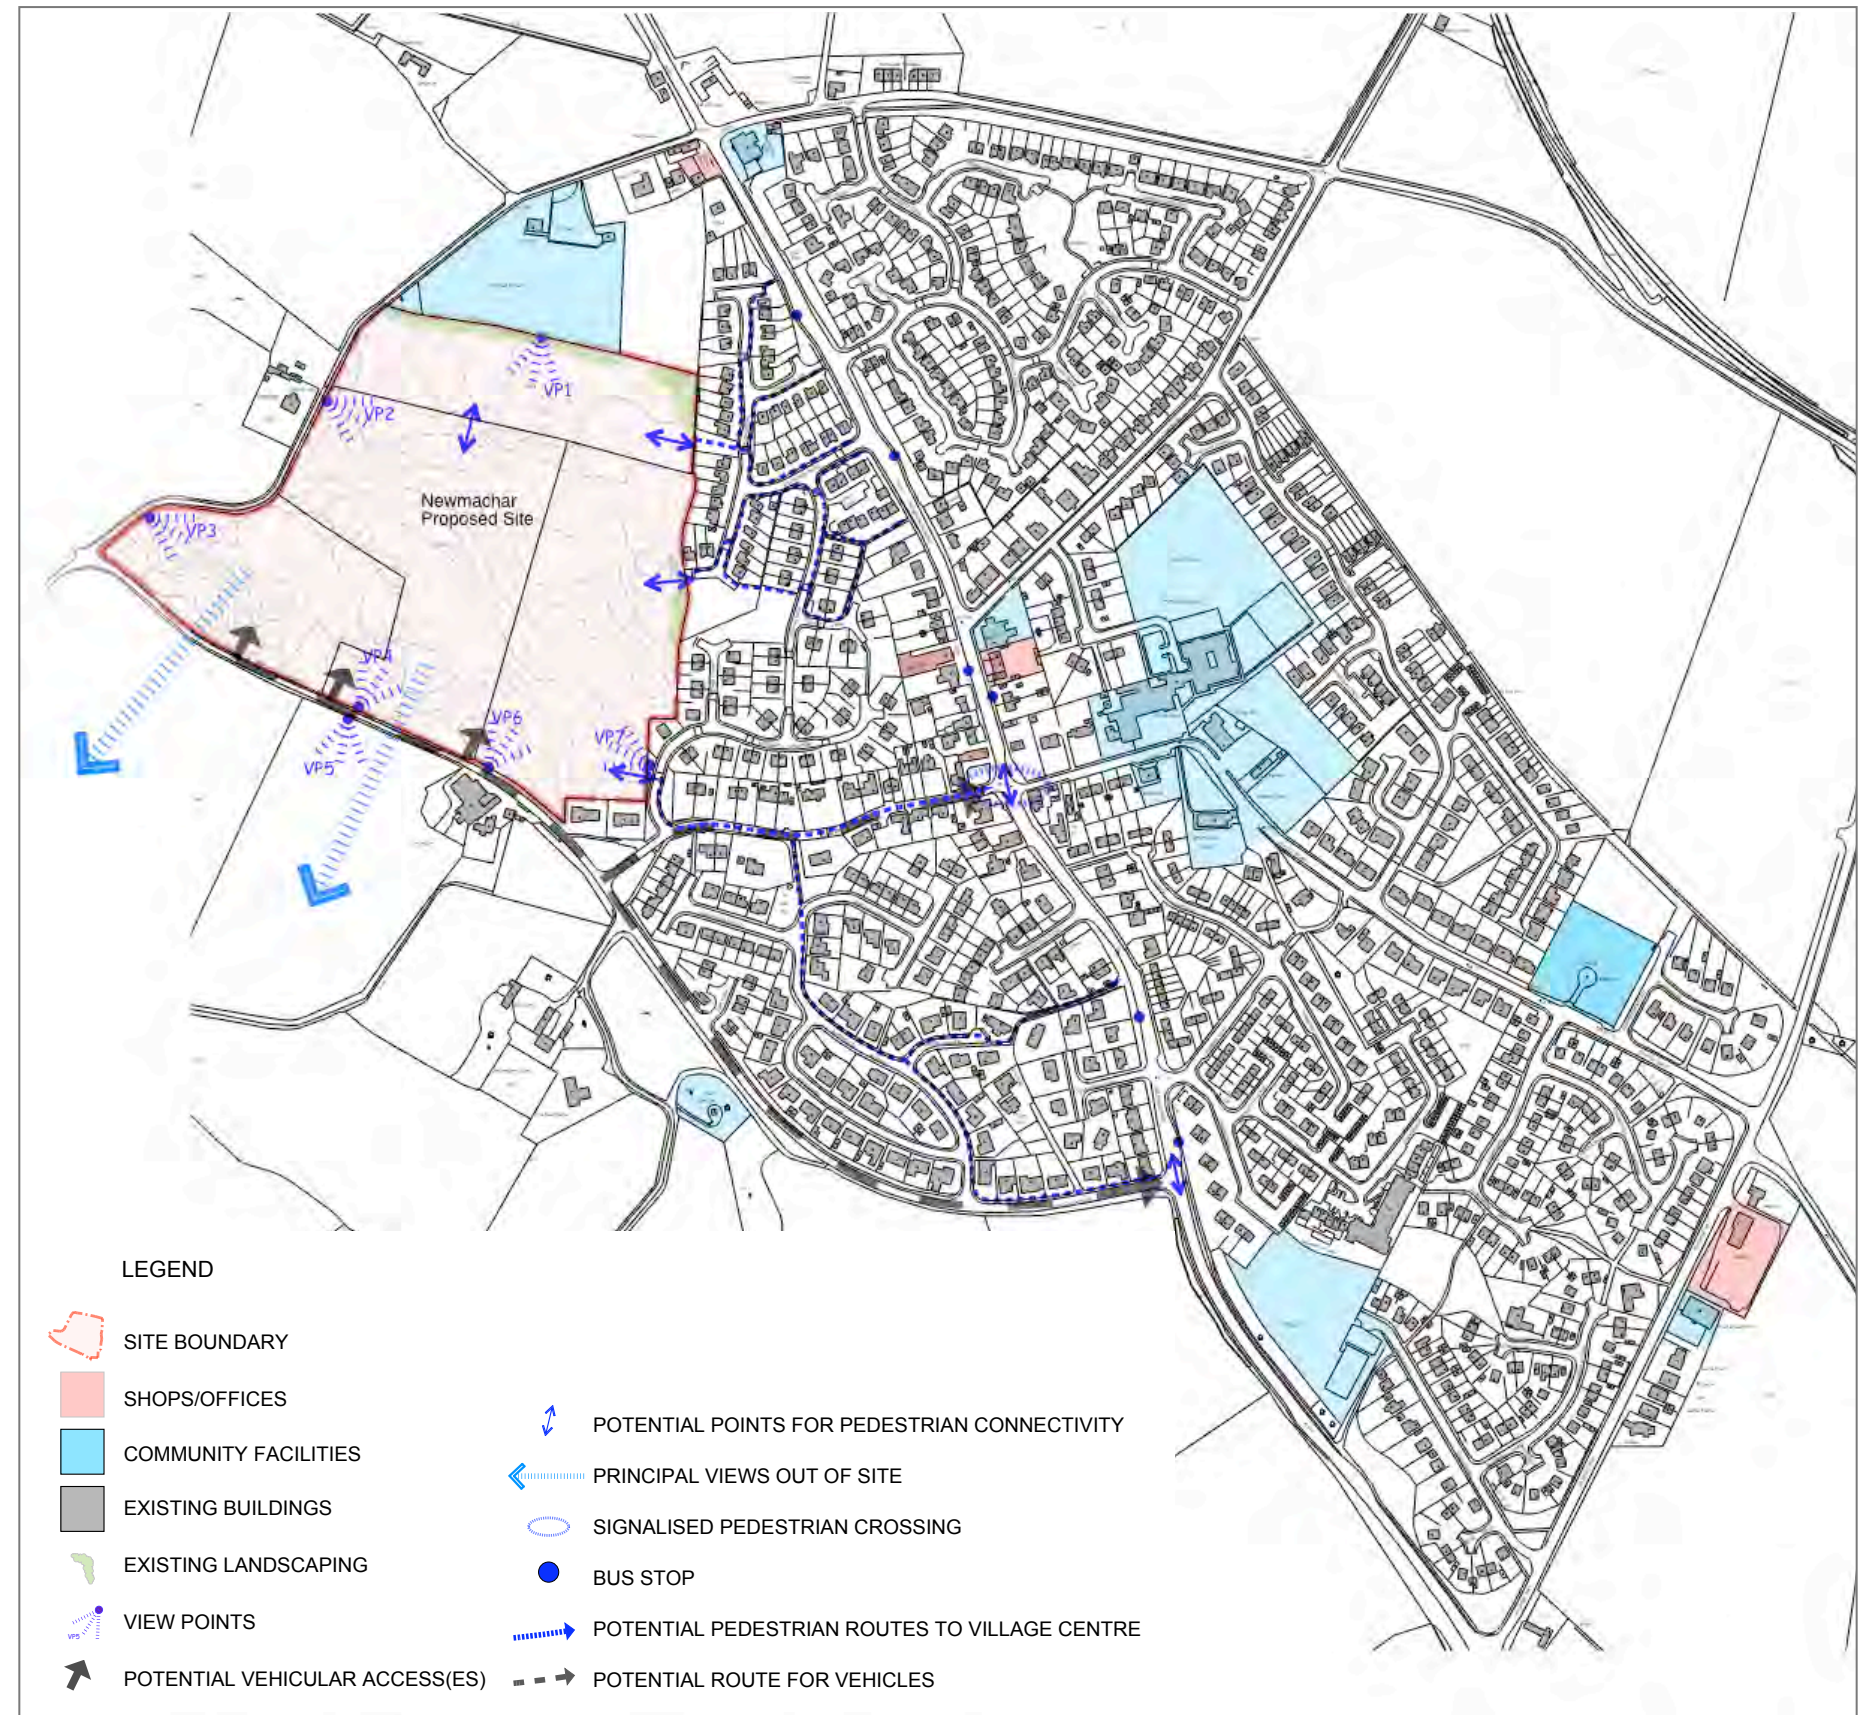 VP1
VP2
Newmachar
Proposed Site
VP3
VP4
VP6
VP7
VP5
LEGEND
SITE BOUNDARY
SHOPS/OFFICES
COMMUNITY FACILITIES
EXISTING BUILDINGS
EXISTING LANDSCAPING
VP5
VIEW POINTS
POTENTIAL VEHICULAR ACCESS(ES)
POTENTIAL POINTS FOR PEDESTRIAN CONNECTIVITY
PRINCIPAL VIEWS OUT OF SITE
SIGNALISED PEDESTRIAN CROSSING
BUS STOP
POTENTIAL PEDESTRIAN ROUTES TO VILLAGE CENTRE
POTENTIAL ROUTE FOR VEHICLES